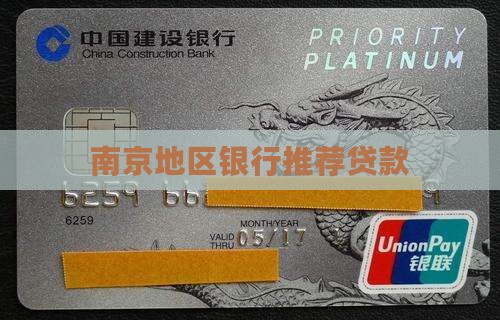 中国建设银行
China Construction Bank
PRIORITY
PLATINUM
南京地区银行推荐贷款
6259
6259
MONTH/YEAR
VALID
THRU 05/17
UnionPay
银联